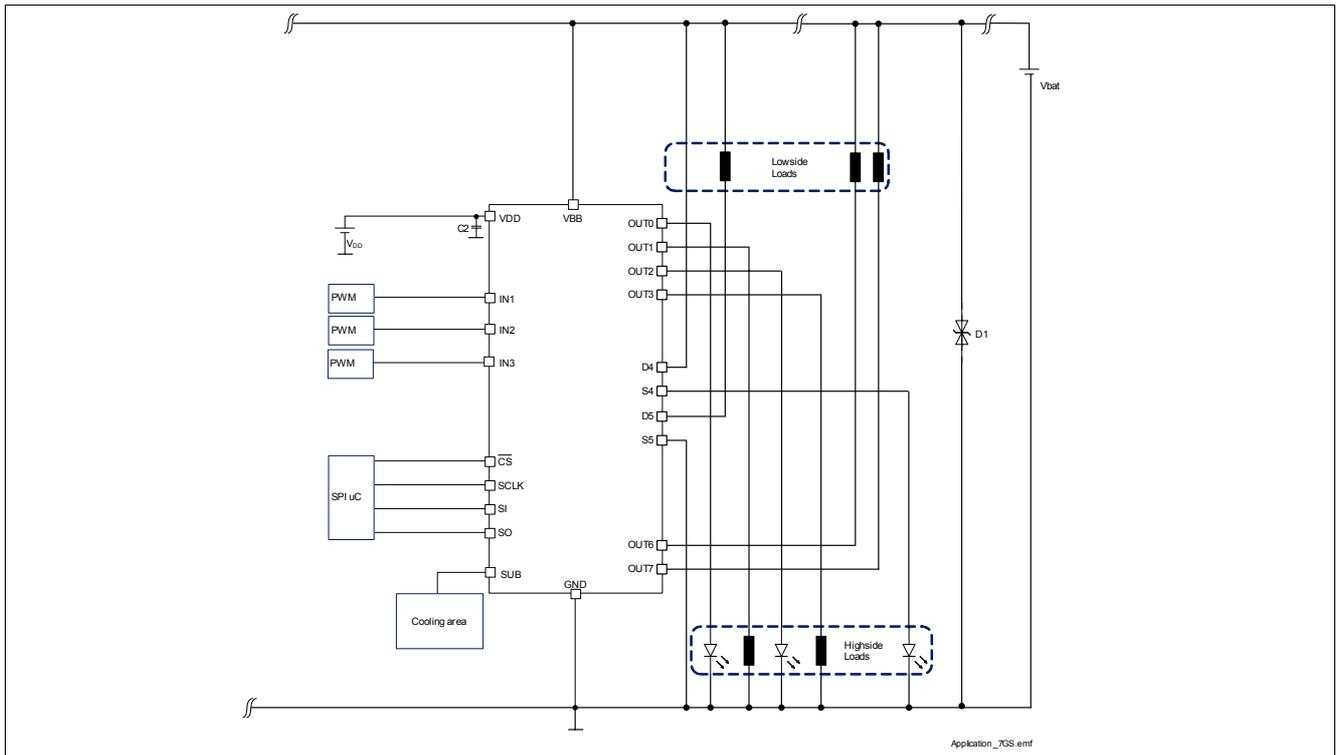 Vbat
Lowside
Loads
VDD
VBB
C2
V_DD
OUT0
OUT1
OUT2
OUT3
PWM
IN1
PWM
IN2
PWM
IN3
D1
D4
S4
D5
S5
CS
SPI uC
SCLK
SI
SO
OUT6
OUT7
SUB
GND
Cooling area
Highside
Loads
Application_7GS.emf